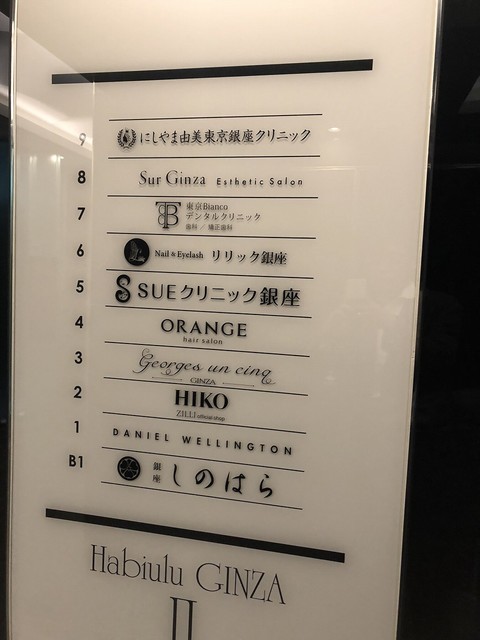 9 にしやま由美東京銀座クリニック
8 Sur Ginza Esthetic Salon
7 TB 東京Bianco
デンタルクリニック
歯科 / 矯正歯科
6 Nail & Eyelash リリック銀座
5 S SUEクリニック銀座
4 ORANGE
hair salon
3 Georges un cinq
GINZA
2 HIKO
ZILLI official shop
1 DANIEL WELLINGTON
B1 銀座 しのはら
Habiulu GINZA
II